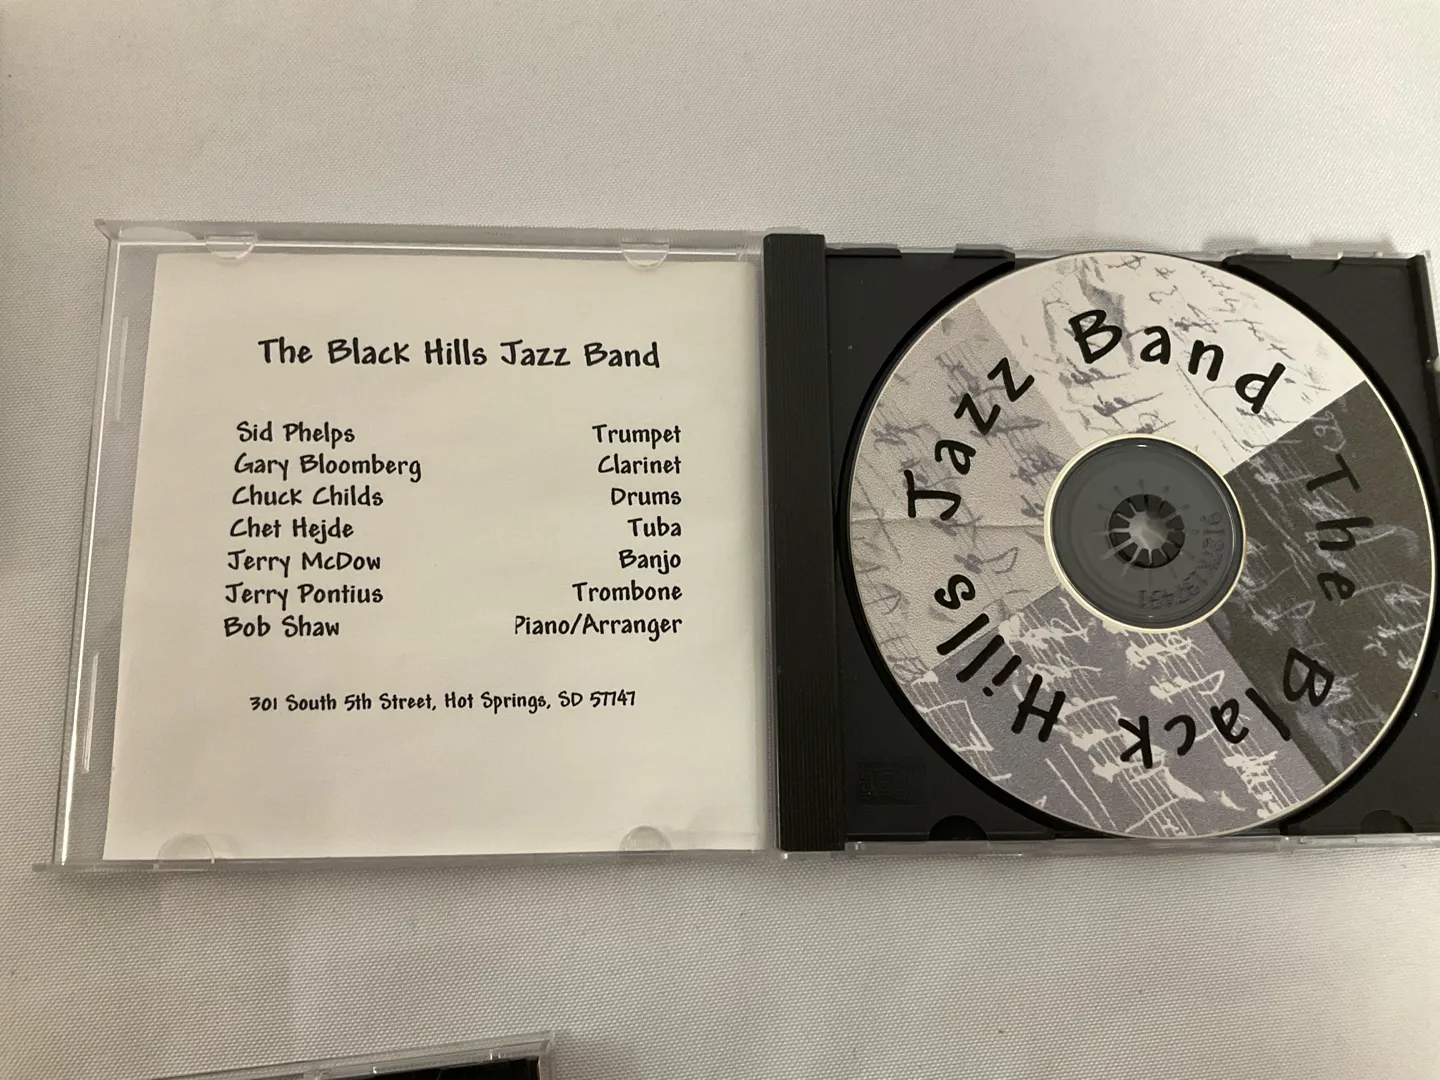 The Black Hills Jazz Band
Sid Phelps Trumpet
Gary Bloomberg Clarinet
Chuck Childs Drums
Chet Hejde Tuba
Jerry McDow Banjo
Jerry Pontius Trombone
Bob Shaw Piano/Arranger
301 South 5th Street, Hot Springs, SD 57747
The Black Hills Jazz Band